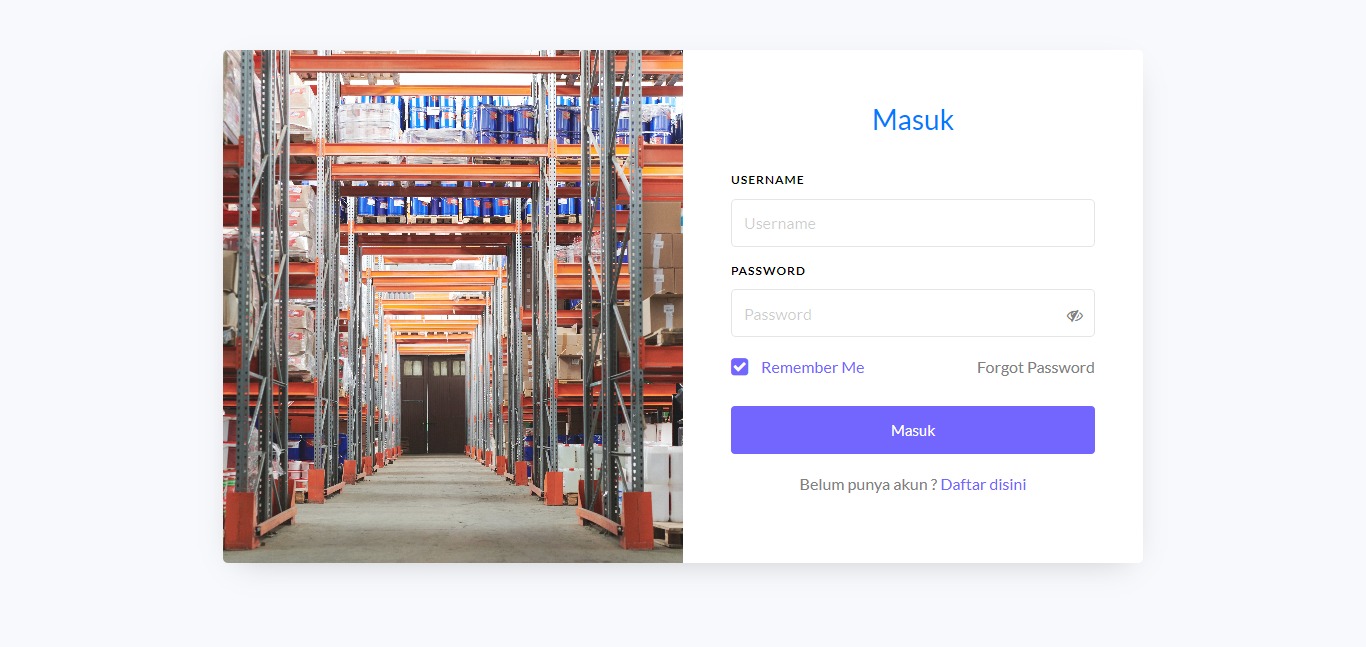 Masuk
USERNAME
Username
PASSWORD
Password
Remember Me Forgot Password
Masuk
Belum punya akun ? Daftar disini